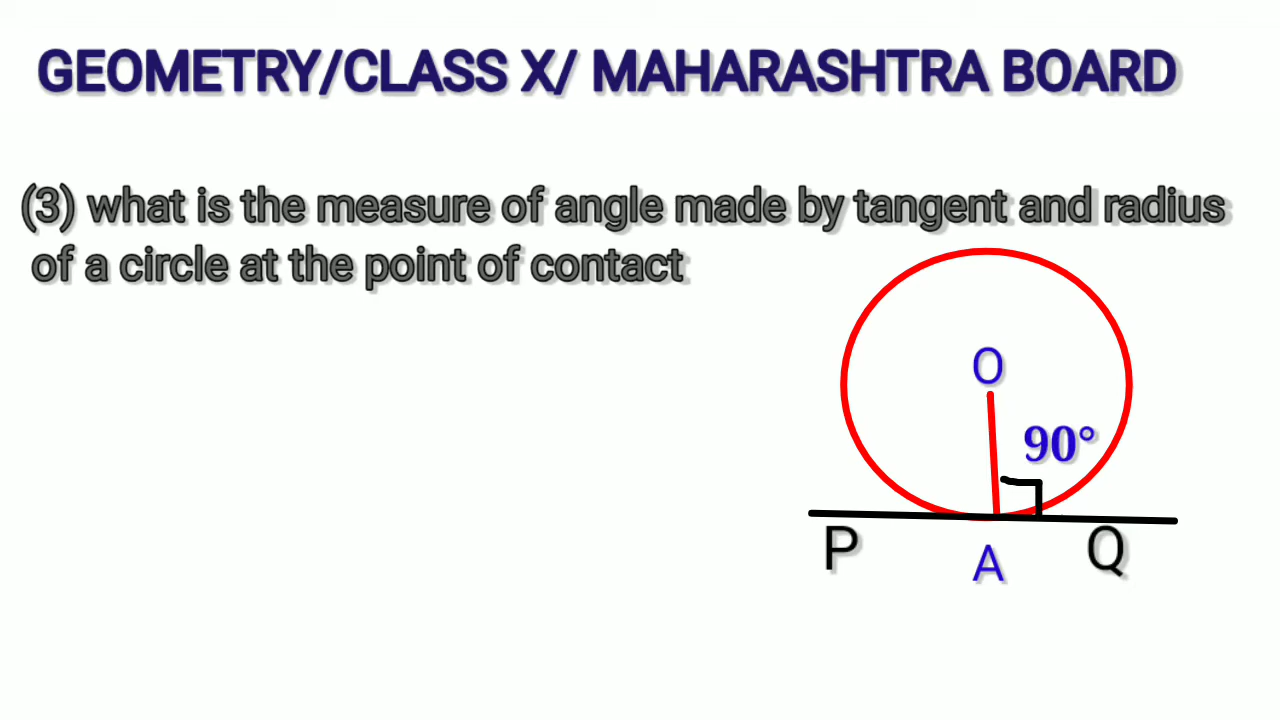 GEOMETRY/CLASS X/ MAHARASHTRA BOARD
(3) what is the measure of angle made by tangent and radius
of a circle at the point of contact
O
90°
P
A
Q